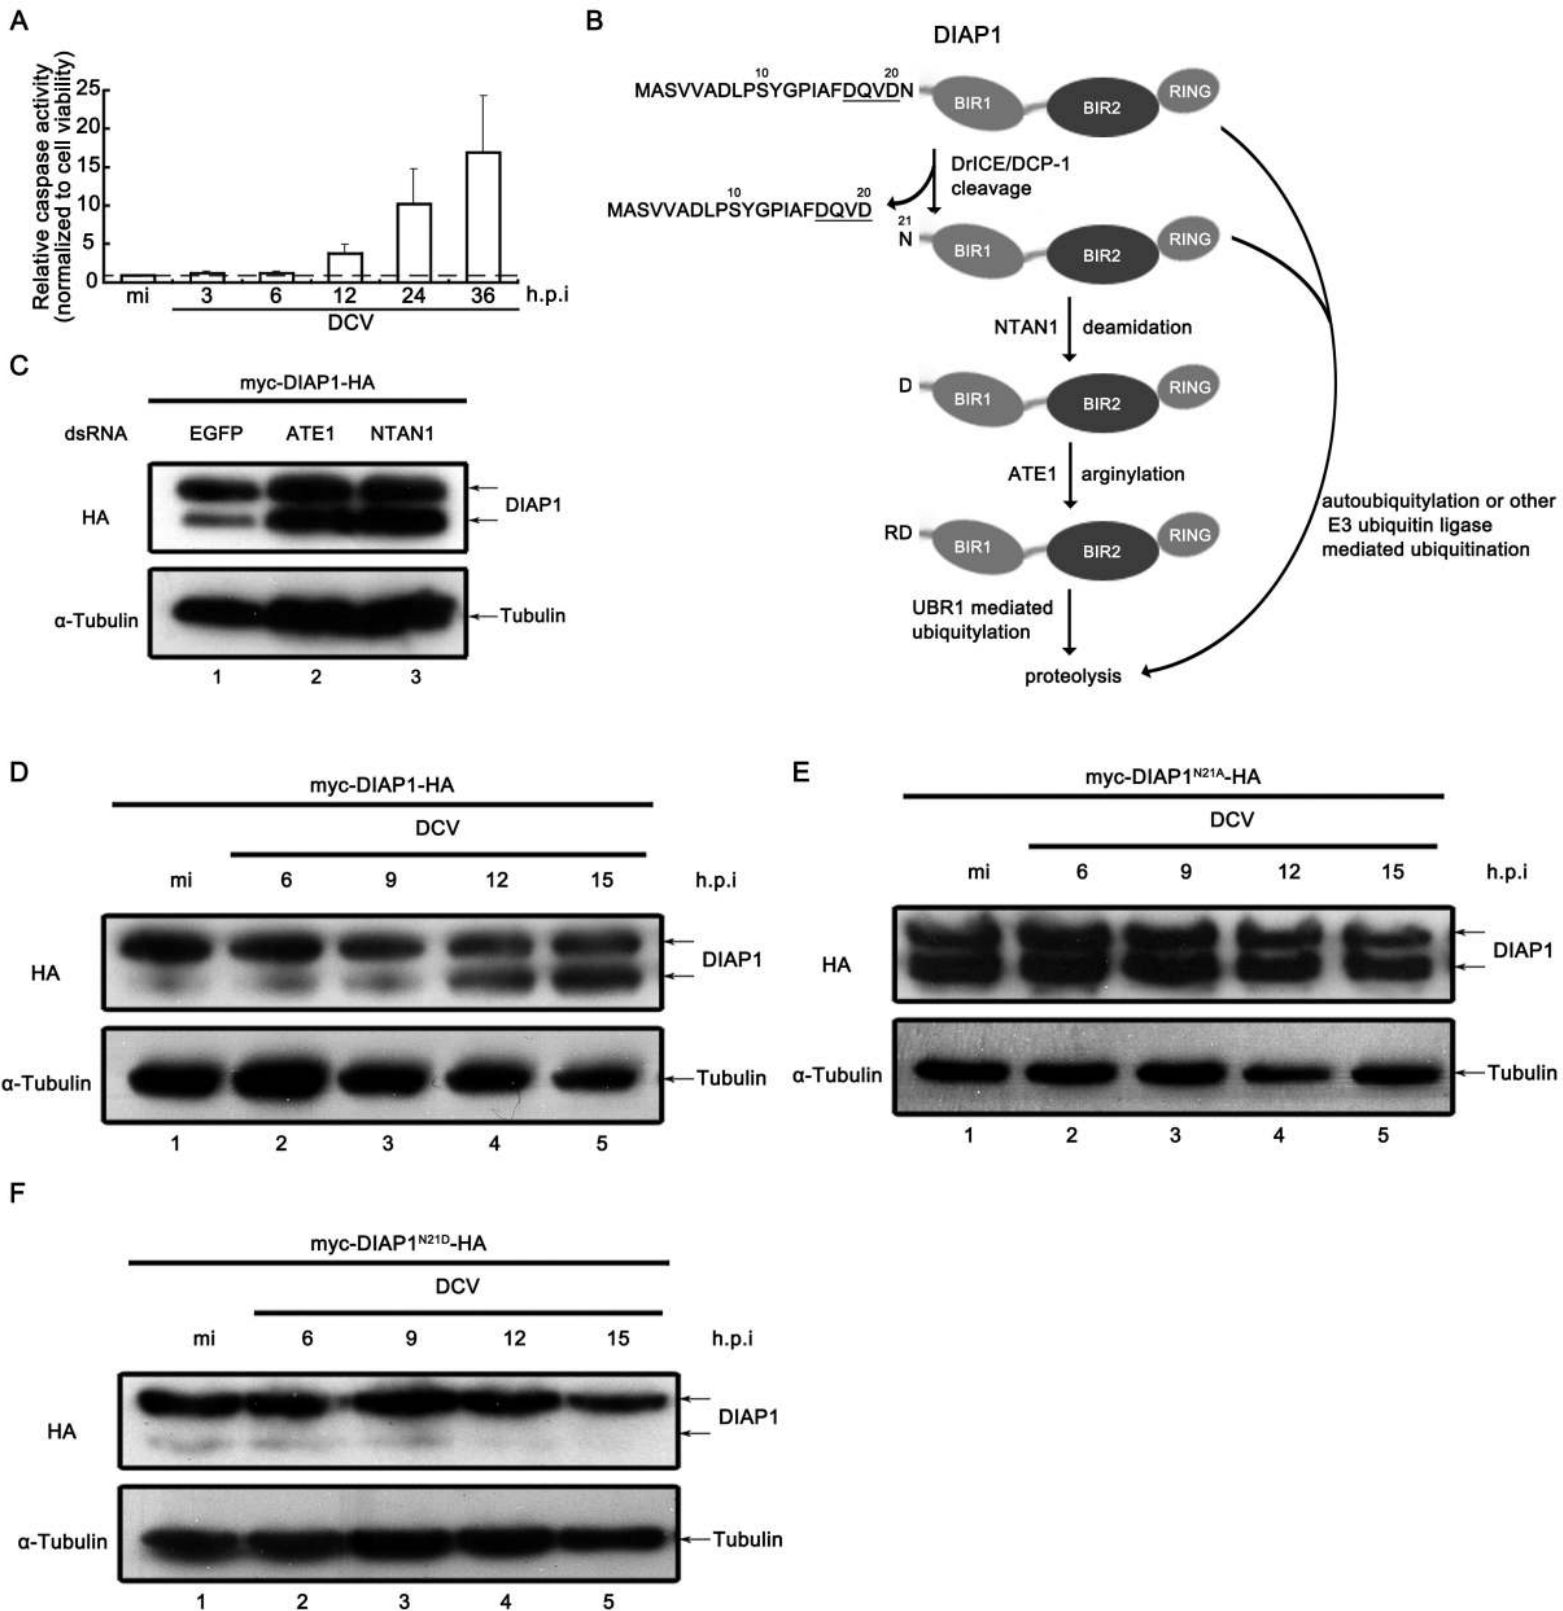 A
Relative caspase activity
(normalized to cell viability)
25
20
15
10
5
0
mi 3 6 12 24 36 h.p.i
DCV
B
DIAP1
10 20
MASVVADLPSYGPIAFDQVDN BIR1 BIR2 RING
DrICE/DCP-1
cleavage
10 20
MASVVADLPSYGPIAFDQVD
21
N BIR1 BIR2 RING
NTAN1 deamidation
D BIR1 BIR2 RING
ATE1 arginylation
RD BIR1 BIR2 RING
autoubiquitylation or other
E3 ubiquitin ligase
mediated ubiquitination
UBR1 mediated
ubiquitylation
proteolysis
C
myc-DIAP1-HA
dsRNA EGFP ATE1 NTAN1
HA DIAP1
α-Tubulin Tubulin
1 2 3
D
myc-DIAP1-HA
DCV
mi 6 9 12 15 h.p.i
HA DIAP1
α-Tubulin Tubulin
1 2 3 4 5
E
myc-DIAP1N21A-HA
DCV
mi 6 9 12 15 h.p.i
HA DIAP1
α-Tubulin Tubulin
1 2 3 4 5
F
myc-DIAP1N21D-HA
DCV
mi 6 9 12 15 h.p.i
HA DIAP1
α-Tubulin Tubulin
1 2 3 4 5